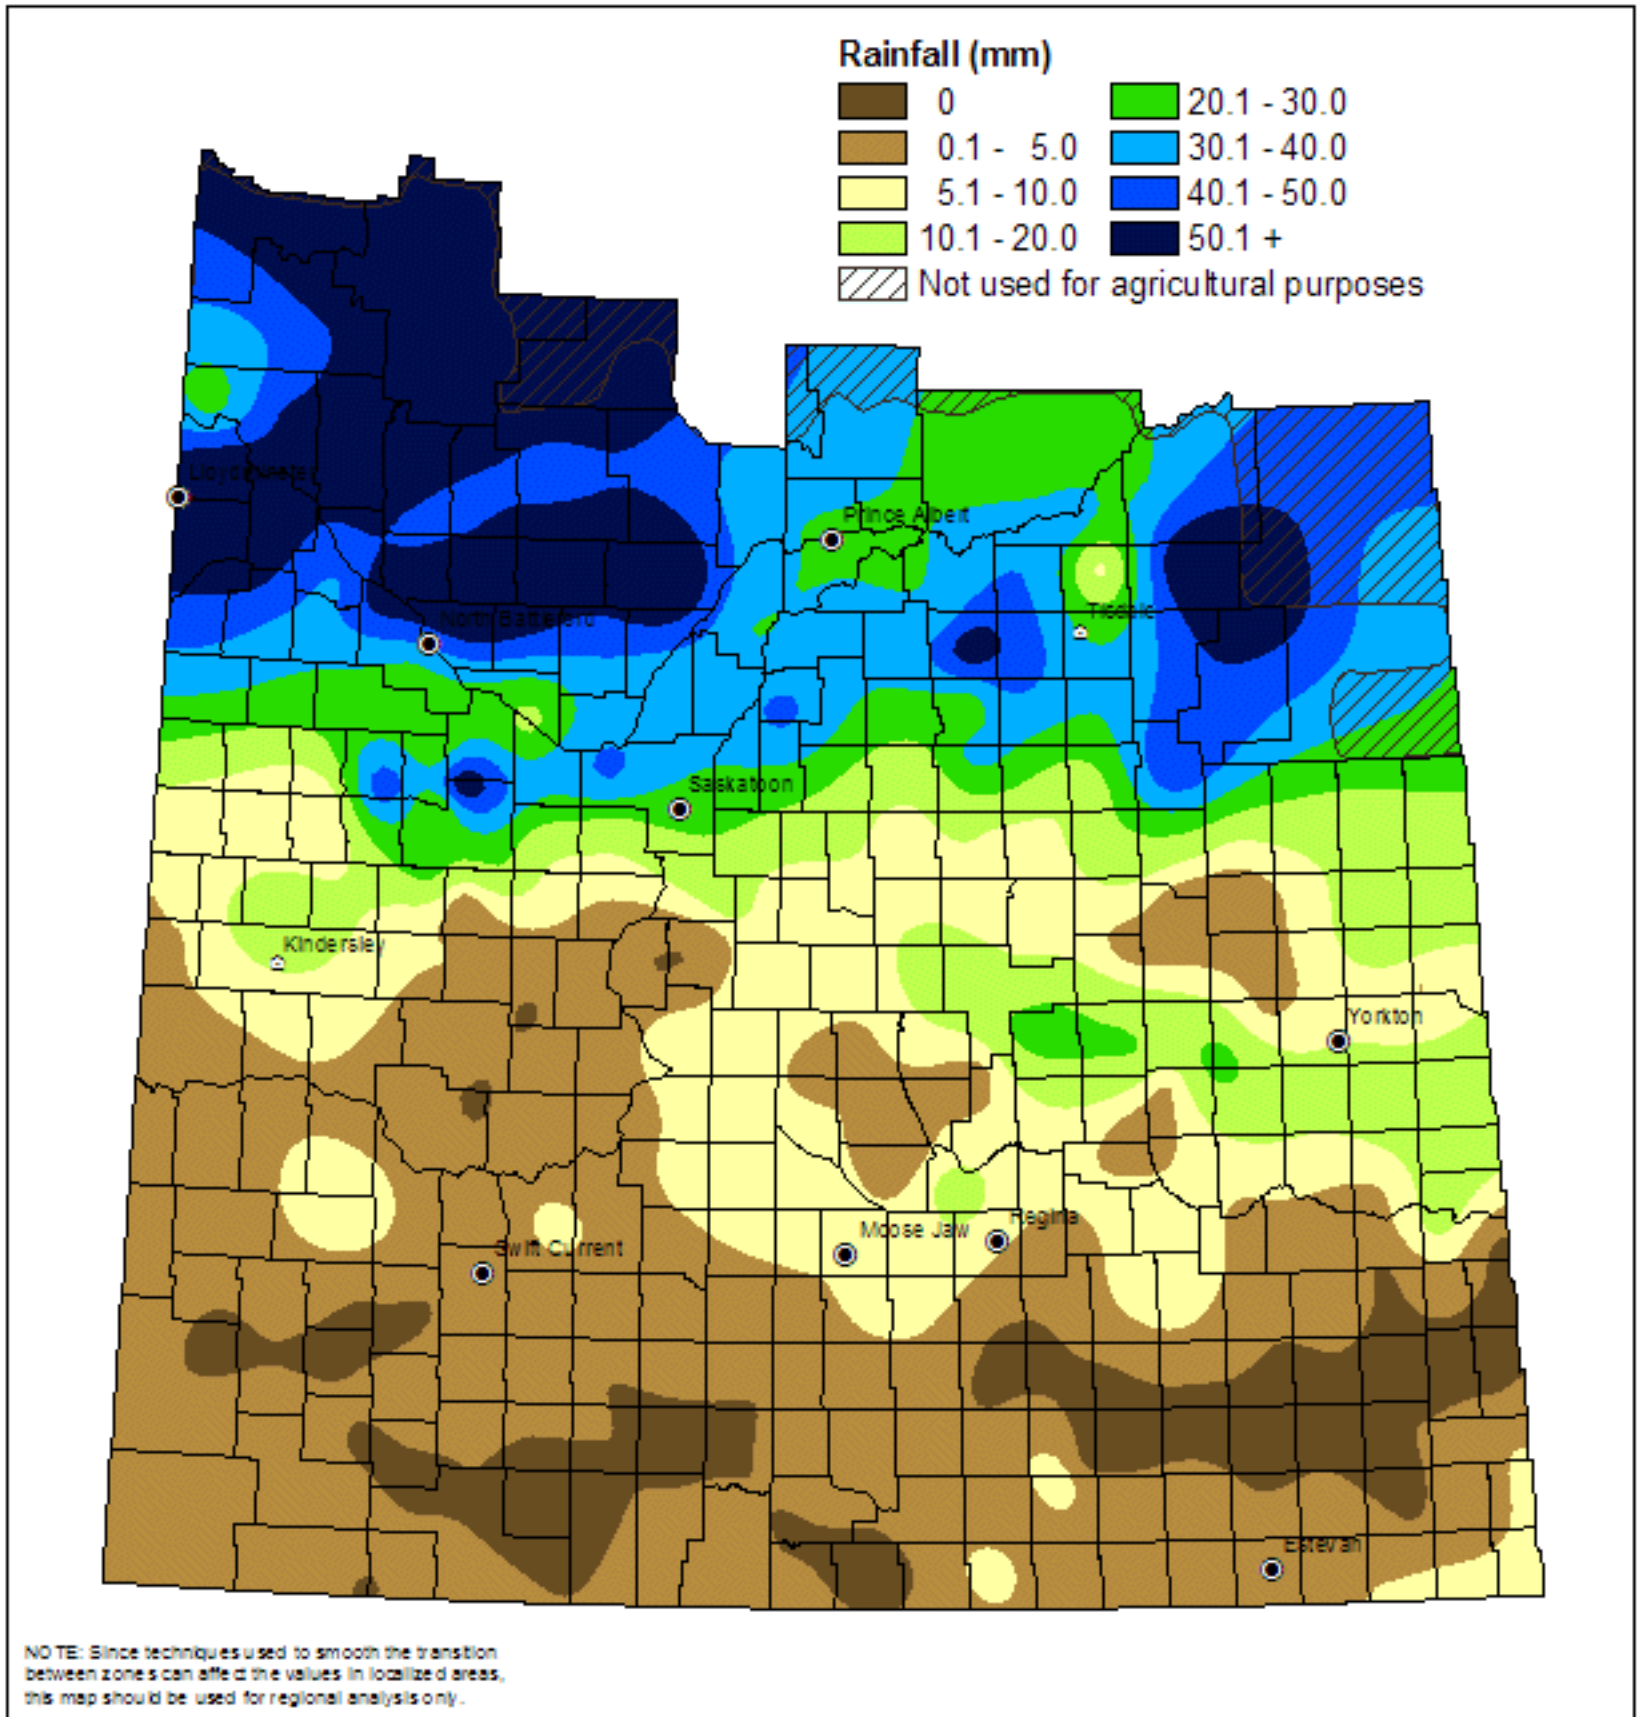 Rainfall (mm)
0
0.1 - 5.0
5.1 - 10.0
10.1 - 20.0
20.1 - 30.0
30.1 - 40.0
40.1 - 50.0
50.1 +
Not used for agricultural purposes
Lloydminster
Prince Albert
North Battleford
Tisdale
Saskatoon
Kindersley
Yorkton
Moose Jaw
Regina
Swift Current
Estevan
NOTE: Since techniques used to smooth the transition
between zones can affect the values in localized areas,
this map should be used for regional analysis only.